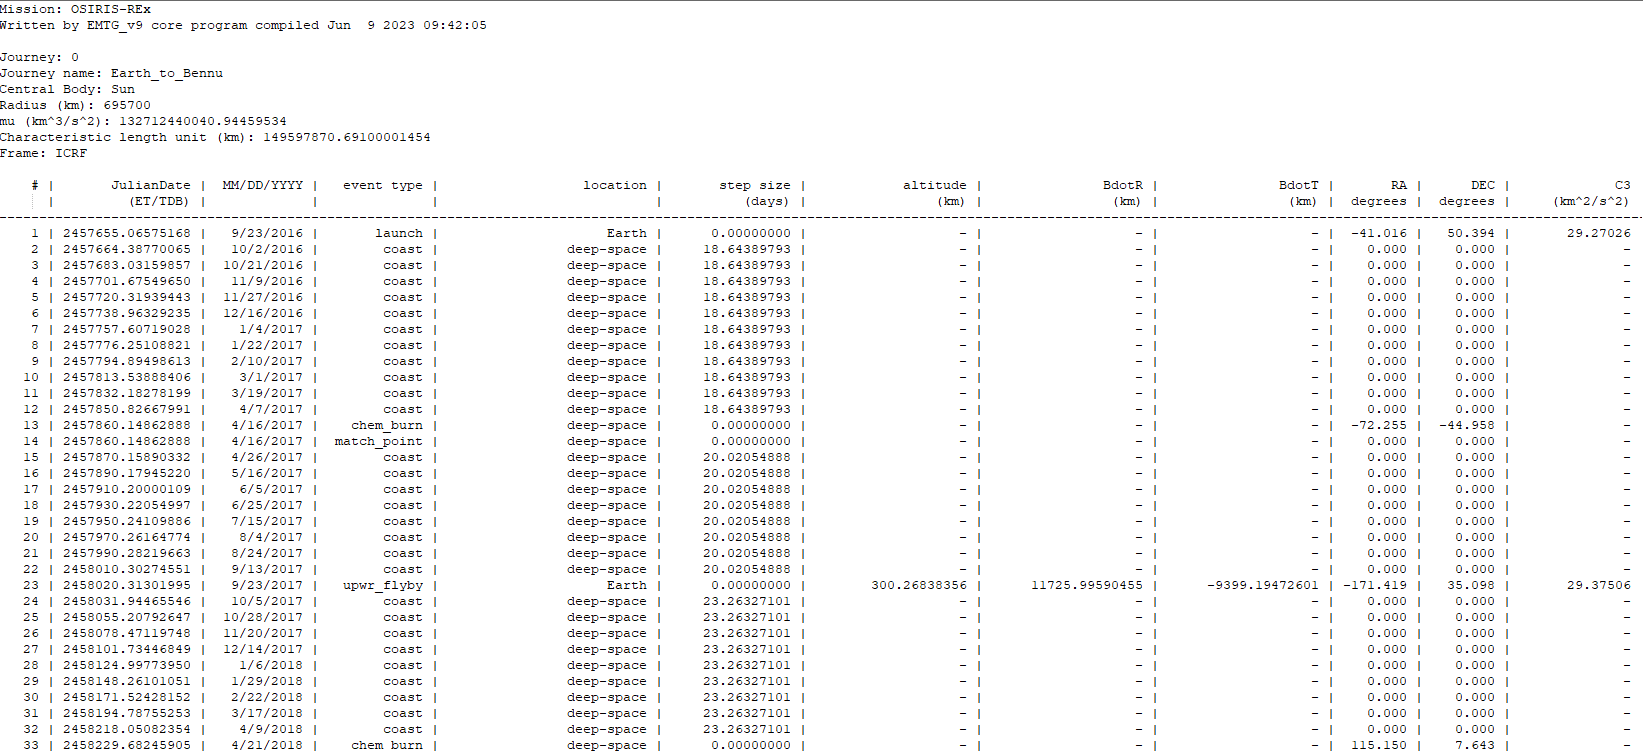 Mission: OSIRIS-REx
Written by EMTG_v9 core program compiled Jun  9 2023 09:42:05
Journey: 0
Journey name: Earth_to_Bennu
Central Body: Sun
Radius (km): 695700
mu (km^3/s^2): 132712440040.94459534
Characteristic length unit (km): 149597870.69100001454
Frame: ICRF
# | JulianDate | MM/DD/YYYY | event type | location | step size | altitude | BdotR | BdotT | RA | DEC | C3
| (ET/TDB) | | | | (days) | (km) | (km) | (km) | degrees | degrees | (km^2/s^2)
1 | 2457655.06575168 | 9/23/2016 | launch | Earth | 0.00000000 | - | - | - | -41.016 | 50.394 | 29.27026
2 | 2457664.38770065 | 10/2/2016 | coast | deep-space | 18.64389793 | - | - | - | 0.000 | 0.000 | -
3 | 2457683.03159857 | 10/21/2016 | coast | deep-space | 18.64389793 | - | - | - | 0.000 | 0.000 | -
4 | 2457701.67549650 | 11/9/2016 | coast | deep-space | 18.64389793 | - | - | - | 0.000 | 0.000 | -
5 | 2457720.31939443 | 11/27/2016 | coast | deep-space | 18.64389793 | - | - | - | 0.000 | 0.000 | -
6 | 2457738.96329235 | 12/16/2016 | coast | deep-space | 18.64389793 | - | - | - | 0.000 | 0.000 | -
7 | 2457757.60719028 | 1/4/2017 | coast | deep-space | 18.64389793 | - | - | - | 0.000 | 0.000 | -
8 | 2457776.25108821 | 1/22/2017 | coast | deep-space | 18.64389793 | - | - | - | 0.000 | 0.000 | -
9 | 2457794.89498613 | 2/10/2017 | coast | deep-space | 18.64389793 | - | - | - | 0.000 | 0.000 | -
10 | 2457813.53888406 | 3/1/2017 | coast | deep-space | 18.64389793 | - | - | - | 0.000 | 0.000 | -
11 | 2457832.18278199 | 3/19/2017 | coast | deep-space | 18.64389793 | - | - | - | 0.000 | 0.000 | -
12 | 2457850.82667991 | 4/7/2017 | coast | deep-space | 18.64389793 | - | - | - | 0.000 | 0.000 | -
13 | 2457860.14862888 | 4/16/2017 | chem_burn | deep-space | 0.00000000 | - | - | - | -72.255 | -44.958 | -
14 | 2457860.14862888 | 4/16/2017 | match_point | deep-space | 0.00000000 | - | - | - | 0.000 | 0.000 | -
15 | 2457870.15890332 | 4/26/2017 | coast | deep-space | 20.02054888 | - | - | - | 0.000 | 0.000 | -
16 | 2457890.17945220 | 5/16/2017 | coast | deep-space | 20.02054888 | - | - | - | 0.000 | 0.000 | -
17 | 2457910.20000109 | 6/5/2017 | coast | deep-space | 20.02054888 | - | - | - | 0.000 | 0.000 | -
18 | 2457930.22054997 | 6/25/2017 | coast | deep-space | 20.02054888 | - | - | - | 0.000 | 0.000 | -
19 | 2457950.24109886 | 7/15/2017 | coast | deep-space | 20.02054888 | - | - | - | 0.000 | 0.000 | -
20 | 2457970.26164774 | 8/4/2017 | coast | deep-space | 20.02054888 | - | - | - | 0.000 | 0.000 | -
21 | 2457990.28219663 | 8/24/2017 | coast | deep-space | 20.02054888 | - | - | - | 0.000 | 0.000 | -
22 | 2458010.30274551 | 9/13/2017 | coast | deep-space | 20.02054888 | - | - | - | 0.000 | 0.000 | -
23 | 2458020.31301995 | 9/23/2017 | upwr_flyby | Earth | 0.00000000 | 300.26838356 | 11725.99590455 | -9399.19472601 | -171.419 | 35.098 | 29.37506
24 | 2458031.94465546 | 10/5/2017 | coast | deep-space | 23.26327101 | - | - | - | 0.000 | 0.000 | -
25 | 2458055.20792647 | 10/28/2017 | coast | deep-space | 23.26327101 | - | - | - | 0.000 | 0.000 | -
26 | 2458078.47119748 | 11/20/2017 | coast | deep-space | 23.26327101 | - | - | - | 0.000 | 0.000 | -
27 | 2458101.73446849 | 12/14/2017 | coast | deep-space | 23.26327101 | - | - | - | 0.000 | 0.000 | -
28 | 2458124.99773950 | 1/6/2018 | coast | deep-space | 23.26327101 | - | - | - | 0.000 | 0.000 | -
29 | 2458148.26101051 | 1/29/2018 | coast | deep-space | 23.26327101 | - | - | - | 0.000 | 0.000 | -
30 | 2458171.52428152 | 2/22/2018 | coast | deep-space | 23.26327101 | - | - | - | 0.000 | 0.000 | -
31 | 2458194.78755253 | 3/17/2018 | coast | deep-space | 23.26327101 | - | - | - | 0.000 | 0.000 | -
32 | 2458218.05082354 | 4/9/2018 | coast | deep-space | 23.26327101 | - | - | - | 0.000 | 0.000 | -
33 | 2458229.68245905 | 4/21/2018 | chem_burn | deep-space | 0.00000000 | - | - | - | 115.150 | 7.643 | -